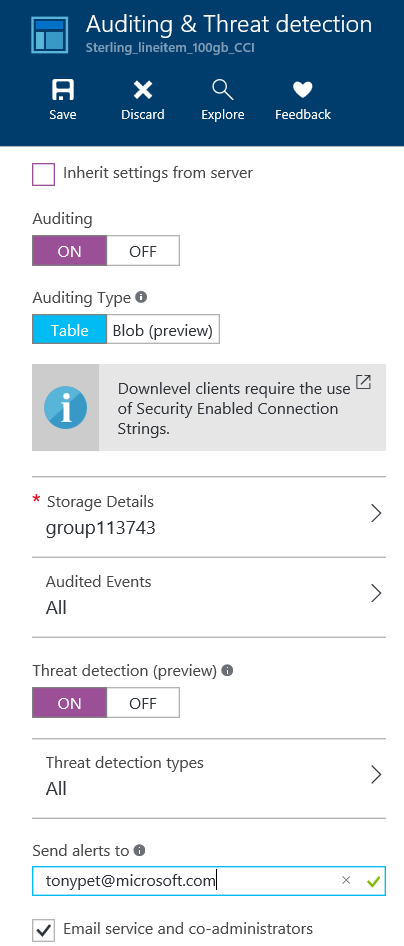 Auditing & Threat detection
Sterling_lineitem_100gb_CCI
Save Discard Explore Feedback
Inherit settings from server
Auditing
ON OFF
Auditing Type
Table Blob (preview)
Downlevel clients require the use
of Security Enabled Connection
Strings.
* Storage Details
group113743
Audited Events
All
Threat detection (preview)
ON OFF
Threat detection types
All
Send alerts to
tonypet@microsoft.com
Email service and co-administrators